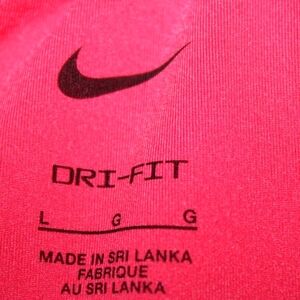 DRI-FIT
L G G
MADE IN SRI LANKA
FABRIQUE
AU SRI LANKA